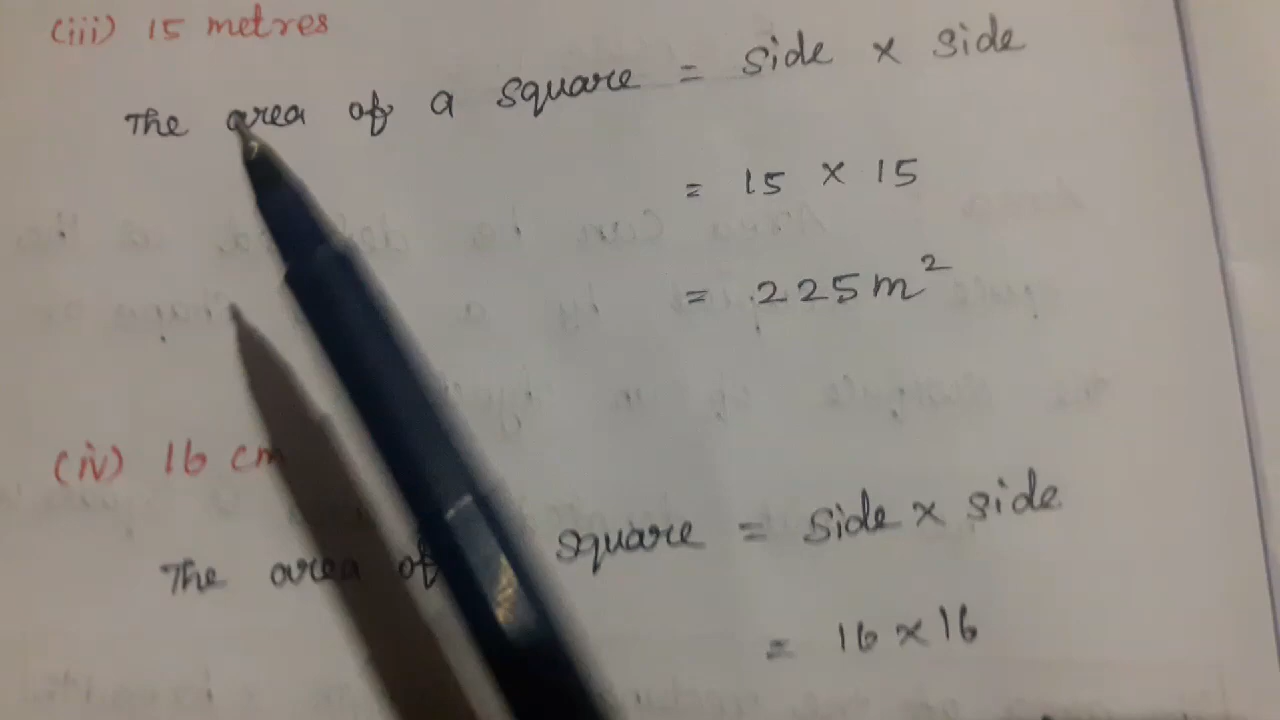 (iii) 15 metres
The area of a square = side × side
= 15 × 15
= 225 m²
(iv) 16 cm
The area of square = side × side
= 16 × 16